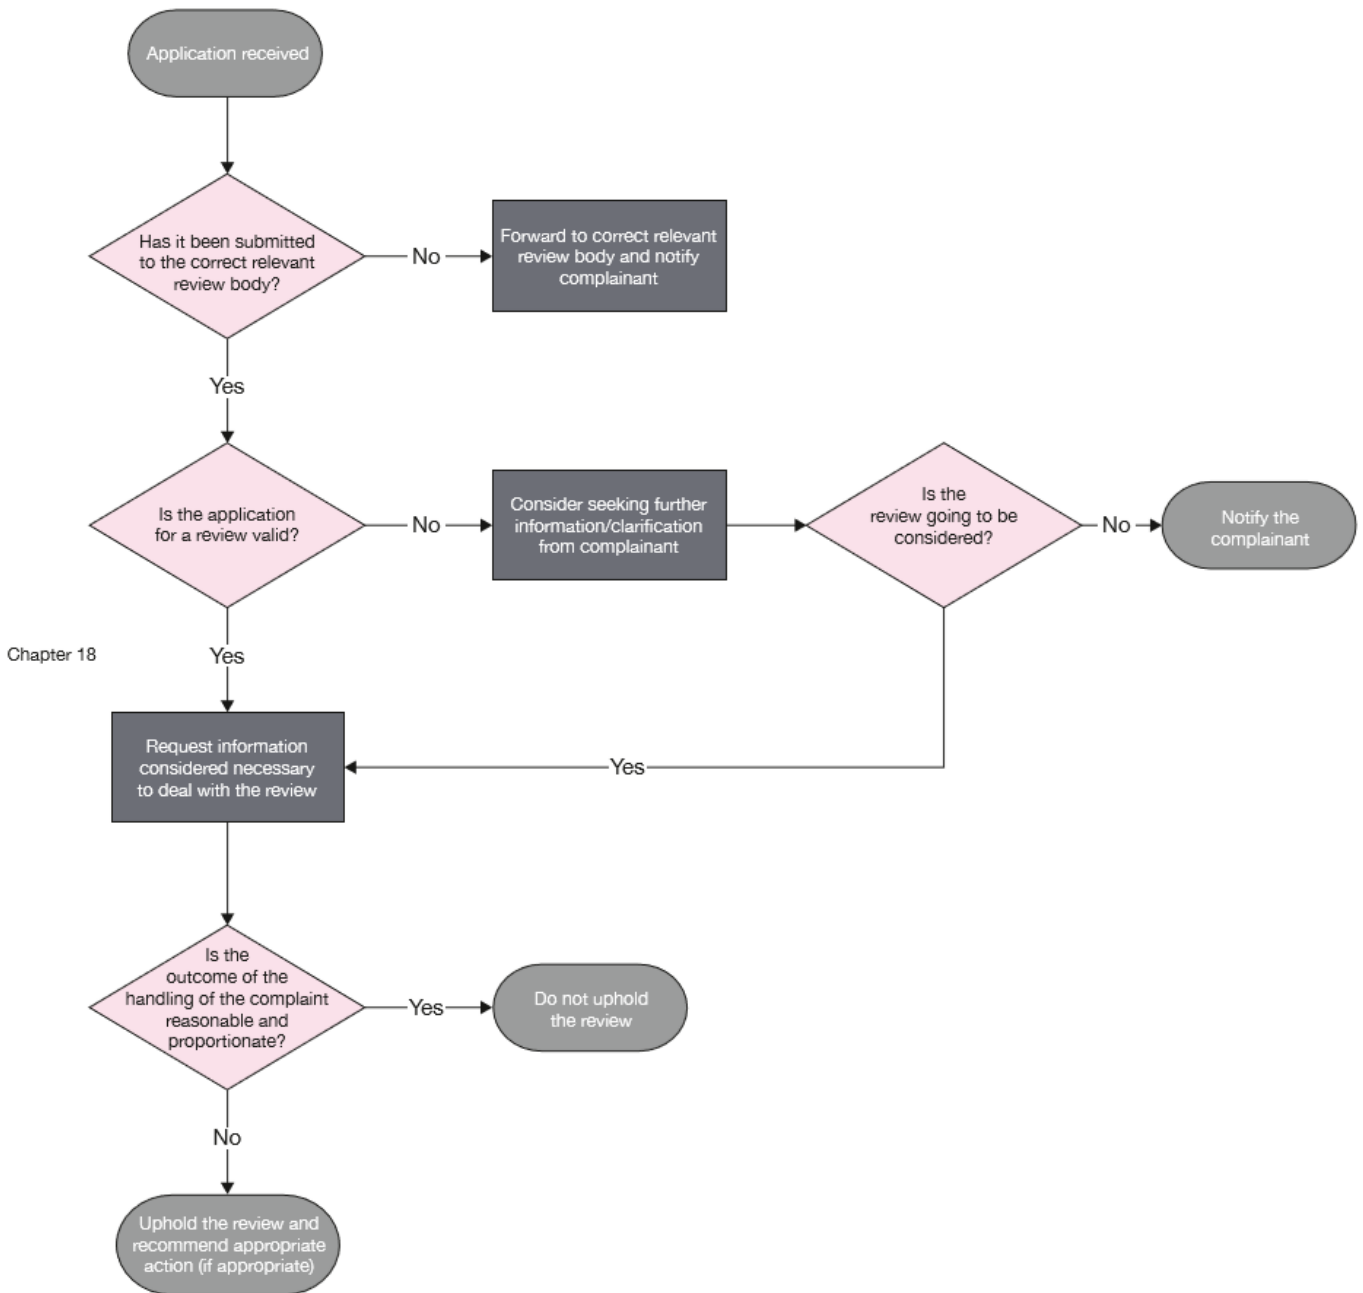 Application received
Has it been submitted
to the correct relevant
review body?
No
Forward to correct relevant
review body and notify
complainant
Yes
Is the application
for a review valid?
No
Consider seeking further
information/clarification
from complainant
Is the
review going to be
considered?
No
Notify the
complainant
Chapter 18
Yes
Request information
considered necessary
to deal with the review
Yes
Is the
outcome of the
handling of the complaint
reasonable and
proportionate?
Yes
Do not uphold
the review
No
Uphold the review and
recommend appropriate
action (if appropriate)